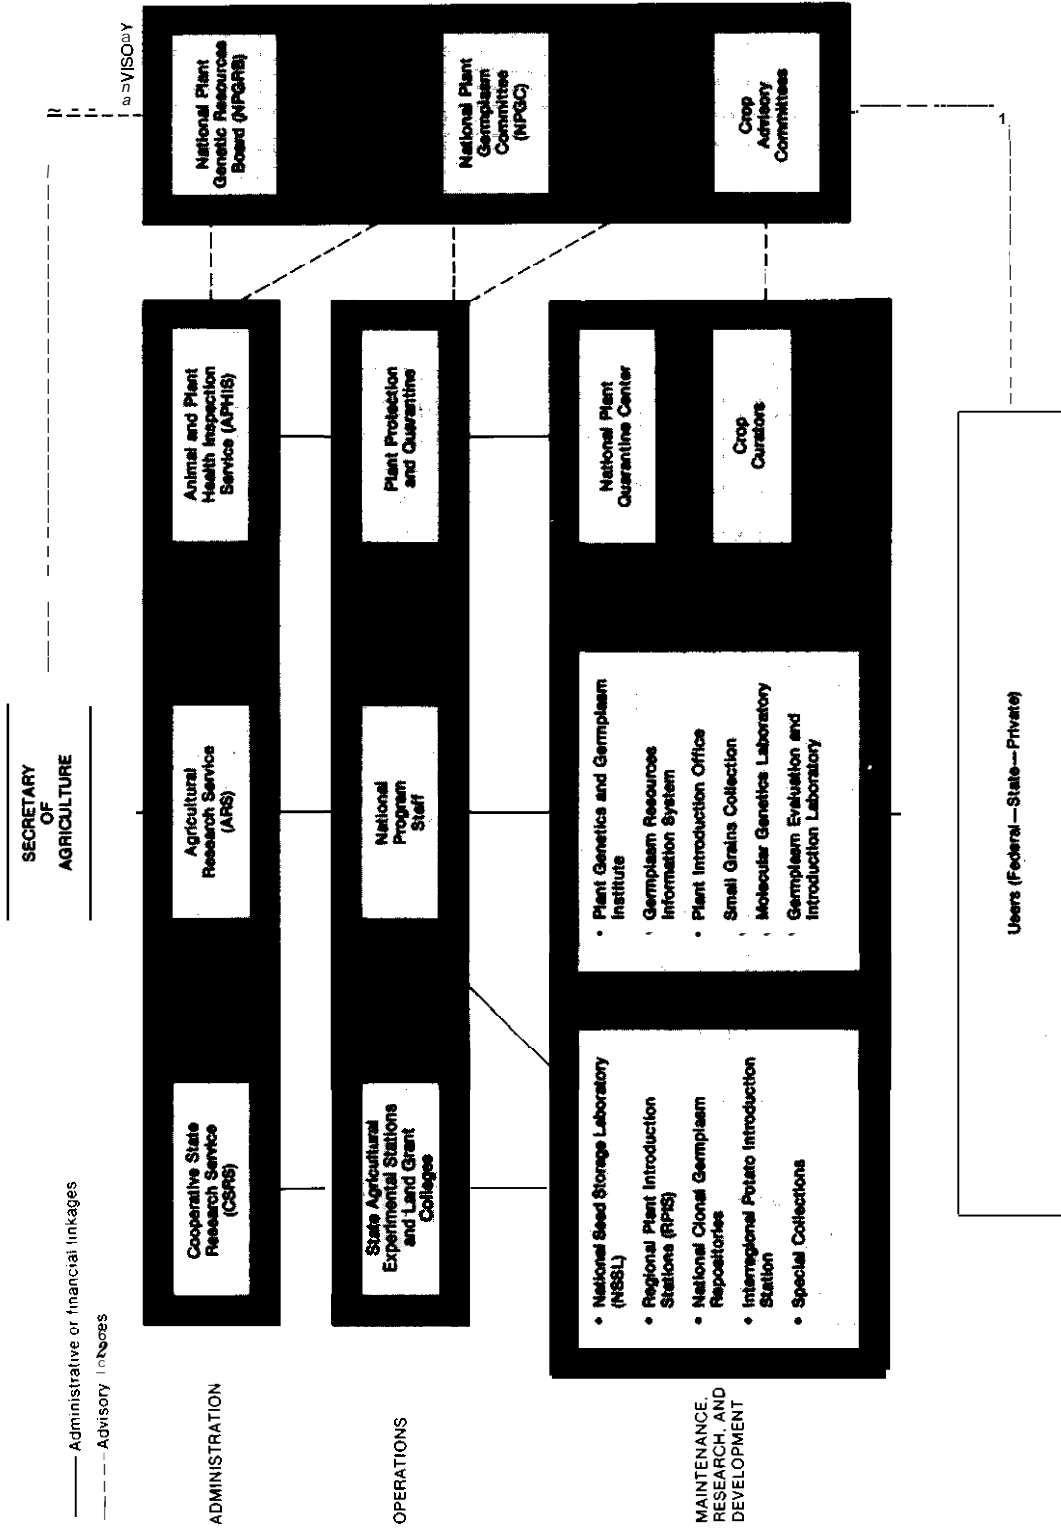 Administrative or financial linkages
Advisory
SECRETARY
OF
AGRICULTURE
ADMINISTRATION
Cooperative State
Research Service
(CSRS)
Agricultural
Research Service
(ARS)
Animal and Plant
Health Inspection
Service (APHIS)
National Plant
Genetic Resources
Board (NPGRB)
OPERATIONS
State Agricultural
Experimental Stations
and Land Grant
Colleges
National
Program
Staff
Plant Protection
and Quarantine
National Plant
Germplasm
Committee
(NPGC)
MAINTENANCE,
RESEARCH, AND
DEVELOPMENT
• National Seed Storage Laboratory
(NSSL)
• Regional Plant Introduction
Stations (RPIS)
• National Clonal Germplasm
Repositories
• Interregional Potato Introduction
Station
• Special Collections
• Plant Genetics and Germplasm
Institute
Germplasm Resources
Information System
• Plant Introduction Office
Small Grains Collection
Molecular Genetics Laboratory
Germplasm Evaluation and
Introduction Laboratory
National Plant
Quarantine Center
Crop
Curators
Crop
Advisory
Committees
Users (Federal—State—Private)